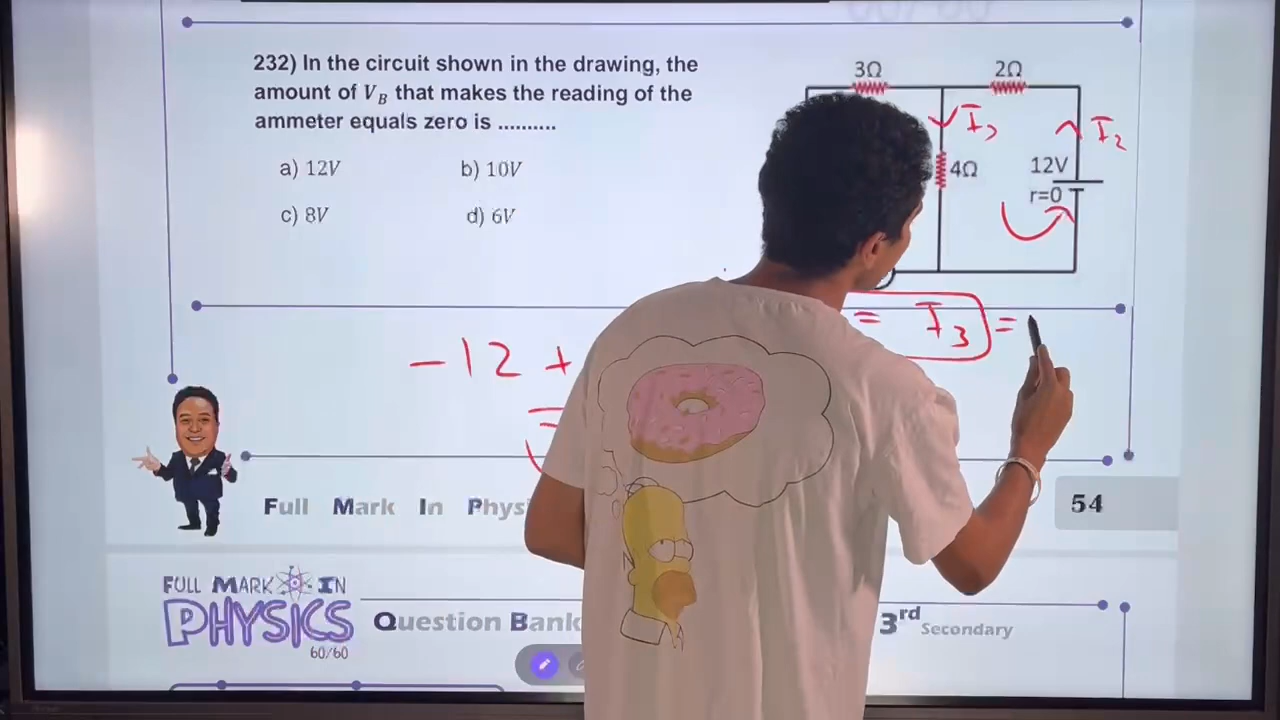 232) In the circuit shown in the drawing, the
amount of V_B that makes the reading of the
ammeter equals zero is ..........
a) 12V
b) 10V
c) 8V
d) 6V
3Ω
2Ω
I₃
I₂
4Ω
12V
r=0
= I₃ =
-12 +
Full Mark In Physi
54
FULL MARK IN
PHYSICS
60/60
Question Bank
3rd Secondary